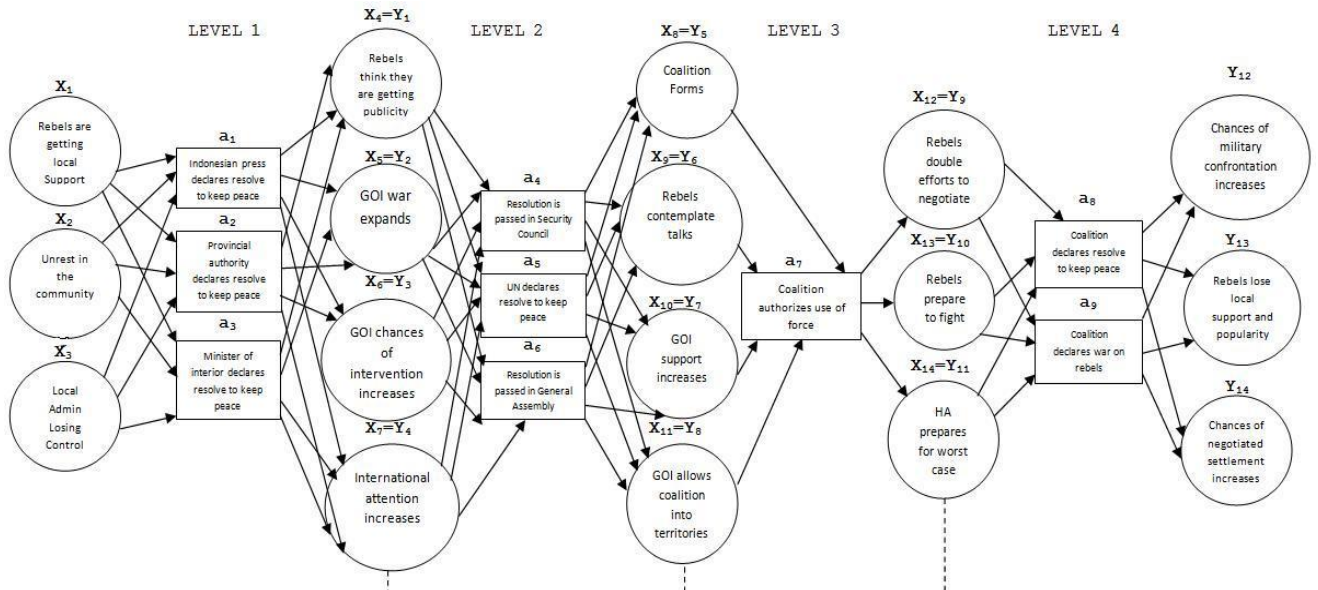 LEVEL 1
LEVEL 2
LEVEL 3
LEVEL 4
X1
Rebels are
getting
local
Support
X2
Unrest in
the
community
X3
Local
Admin
Losing
Control
a1
Indonesian press
declares resolve
to keep peace
a2
Provincial
authority
declares resolve
to keep peace
a3
Minister of
interior declares
resolve to keep
peace
X4=Y1
Rebels
think they
are getting
publicity
X5=Y2
GOI war
expands
X6=Y3
GOI chances
of
intervention
increases
X7=Y4
International
attention
increases
a4
Resolution is
passed in Security
Council
a5
UN declares
resolve to keep
peace
a6
Resolution is
passed in General
Assembly
X8=Y5
Coalition
Forms
X9=Y6
Rebels
contemplate
talks
X10=Y7
GOI
support
increases
X11=Y8
GOI allows
coalition
into
territories
a7
Coalition
authorizes use of
force
X12=Y9
Rebels
double
efforts to
negotiate
X13=Y10
Rebels
prepare
to fight
X14=Y11
HA
prepares
for worst
case
a8
Coalition
declares resolve
to keep peace
a9
Coalition
declares war on
rebels
Y12
Chances of
military
confrontation
increases
Y13
Rebels lose
local
support and
popularity
Y14
Chances of
negotiated
settlement
increases